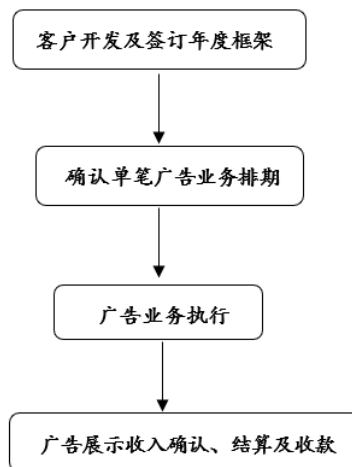 客户开发及签订年度框架
确认单笔广告业务排期
广告业务执行
广告展示收入确认、结算及收款